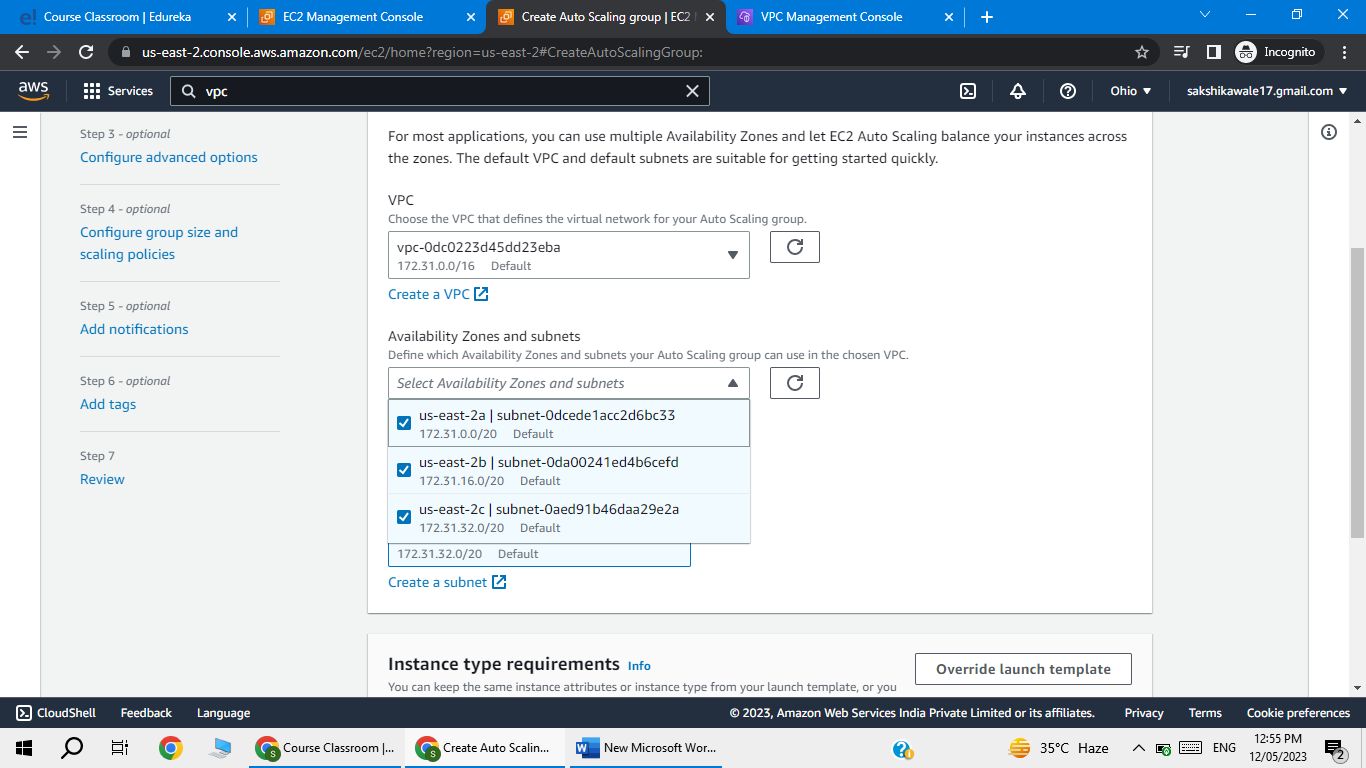 Course Classroom | Edureka
EC2 Management Console
Create Auto Scaling group | EC2
VPC Management Console
us-east-2.console.aws.amazon.com/ec2/home?region=us-east-2#CreateAutoScalingGroup:
Incognito
aws
Services
vpc
Ohio
sakshikawale17.gmail.com
Step 3 - optional
Configure advanced options
Step 4 - optional
Configure group size and
scaling policies
Step 5 - optional
Add notifications
Step 6 - optional
Add tags
Step 7
Review
For most applications, you can use multiple Availability Zones and let EC2 Auto Scaling balance your instances across
the zones. The default VPC and default subnets are suitable for getting started quickly.
VPC
Choose the VPC that defines the virtual network for your Auto Scaling group.
vpc-0dc0223d45dd23eba
172.31.0.0/16 Default
Create a VPC
Availability Zones and subnets
Define which Availability Zones and subnets your Auto Scaling group can use in the chosen VPC.
Select Availability Zones and subnets
us-east-2a | subnet-0dcede1acc2d6bc33
172.31.0.0/20 Default
us-east-2b | subnet-0da00241ed4b6cefd
172.31.16.0/20 Default
us-east-2c | subnet-0aed91b46daa29e2a
172.31.32.0/20 Default
172.31.32.0/20 Default
Create a subnet
Instance type requirements Info
Override launch template
You can keep the same instance attributes or instance type from your launch template, or you
CloudShell
Feedback
Language
© 2023, Amazon Web Services India Private Limited or its affiliates.
Privacy
Terms
Cookie preferences
Course Classroom |...
Create Auto Scalin...
New Microsoft Wor...
35°C Haze
ENG
12:55 PM
12/05/2023
2